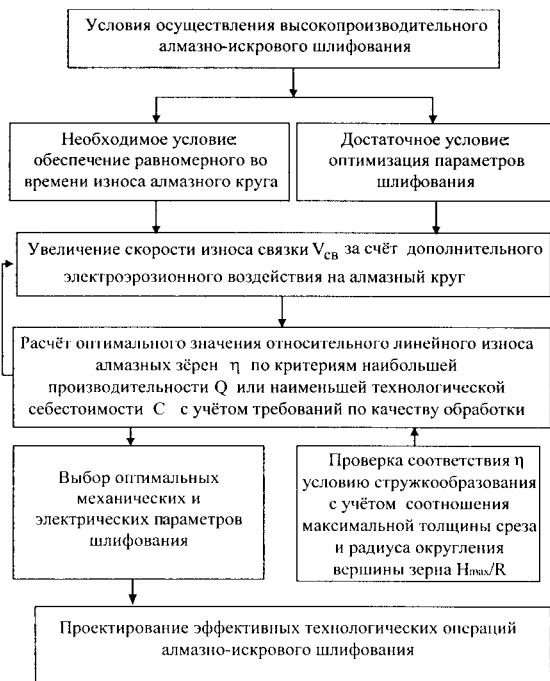 Условия осуществления высокопроизводительного
алмазно-искрового шлифования
Необходимое условие:
обеспечение равномерного во
времени износа алмазного круга
Достаточное условие:
оптимизация параметров
шлифования
Увеличение скорости износа связки Vсв за счёт дополнительного
электроэрозионного воздействия на алмазный круг
Расчёт оптимального значения относительного линейного износа
алмазных зёрен η по критериям наибольшей
производительности Q или наименьшей технологической
себестоимости С с учётом требований по качеству обработки
Выбор оптимальных
механических и
электрических параметров
шлифования
Проверка соответствия η
условию стружкообразования
с учётом соотношения
максимальной толщины среза
и радиуса округления
вершины зерна Hmax/R
Проектирование эффективных технологических операций
алмазно-искрового шлифования